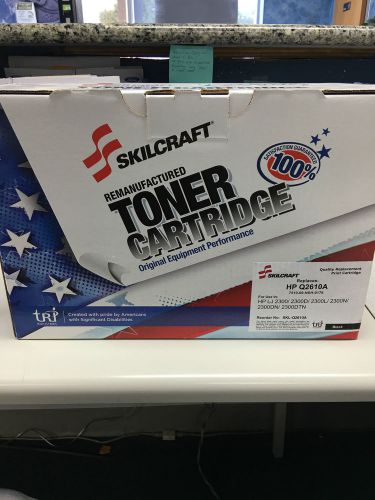 SKILCRAFT
REMANUFACTURED
TONER
CARTRIDGE
Original Equipment Performance
SATISFACTION GUARANTEED
100%
TRI
Created with pride by Americans
with Significant Disabilities
SKILCRAFT
Quality Replacement
Print Cartridge
Replaces:
HP Q2610A
For Use In:
HP LJ 2300/ 2300D/ 2300L/ 2300N/
2300DN/ 2300DTN
Reorder No: SKL-Q2610A
TRI
Black